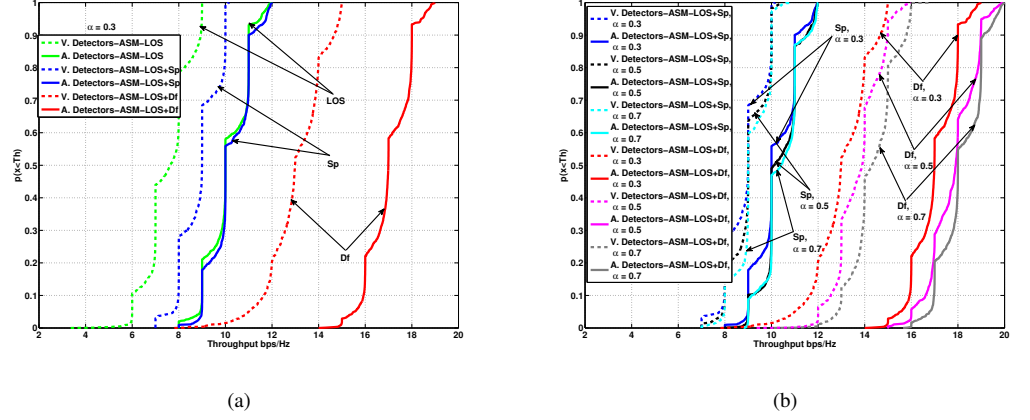 α = 0.3
V. Detectors−ASM−LOS
A. Detectors−ASM−LOS
V. Detectors−ASM−LOS+Sp
A. Detectors−ASM−LOS+Sp
V. Detectors−ASM−LOS+Df
A. Detectors−ASM−LOS+Df
LOS
Sp
Df
p(x<Th)
1
0.9
0.8
0.7
0.6
0.5
0.4
0.3
0.2
0.1
0
2 4 6 8 10 12 14 16 18 20
Throughput bps/Hz
(a)
V. Detectors−ASM−LOS+Sp,
α = 0.3
A. Detectors−ASM−LOS+Sp,
α = 0.3
V. Detectors−ASM−LOS+Sp,
α = 0.5
A. Detectors−ASM−LOS+Sp,
α = 0.5
V. Detectors−ASM−LOS+Sp,
α = 0.7
A. Detectors−ASM−LOS+Sp,
α = 0.7
V. Detectors−ASM−LOS+Df,
α = 0.3
A. Detectors−ASM−LOS+Df,
α = 0.3
V. Detectors−ASM−LOS+Df,
α = 0.5
A. Detectors−ASM−LOS+Df,
α = 0.5
V. Detectors−ASM−LOS+Df,
α = 0.7
A. Detectors−ASM−LOS+Df,
α = 0.7
Sp,
α = 0.3
Df,
α = 0.3
Df,
α = 0.5
Sp,
α = 0.5
Df,
α = 0.7
Sp,
α = 0.7
p(x<Th)
1
0.9
0.8
0.7
0.6
0.5
0.4
0.3
0.2
0.1
0
2 4 6 8 10 12 14 16 18 20
Throughput bps/Hz
(b)